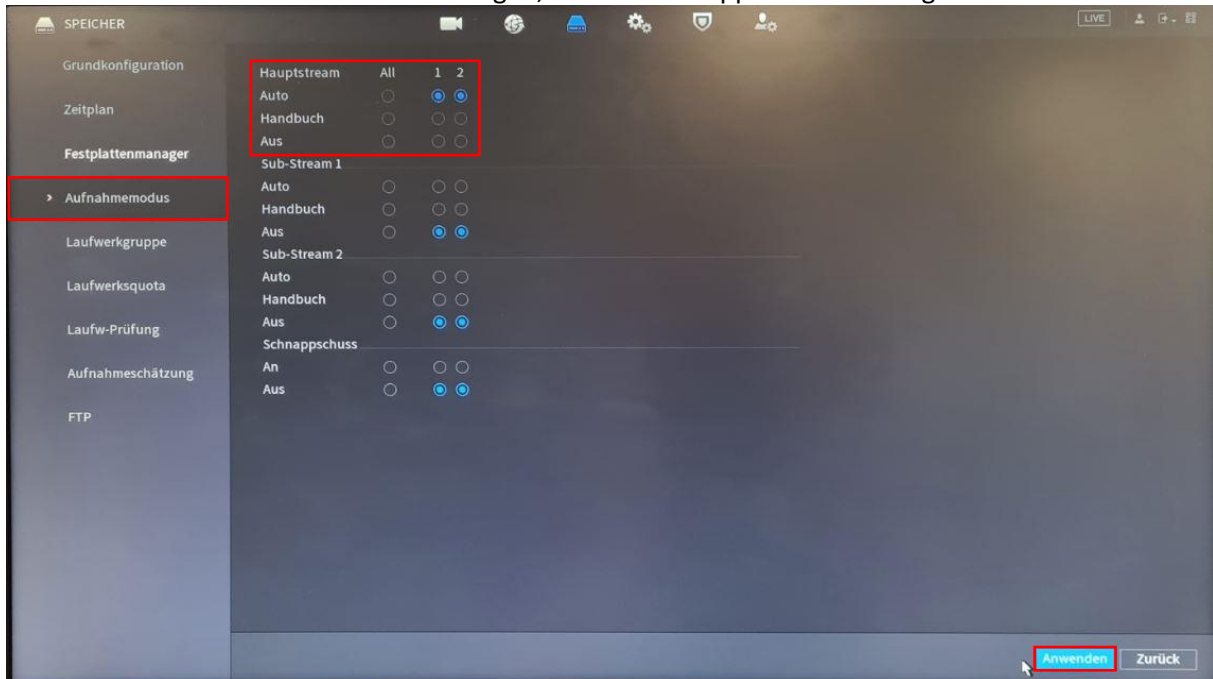 SPEICHER
LIVE
Grundkonfiguration
Zeitplan
Festplattenmanager
> Aufnahmemodus
Laufwerkgruppe
Laufwerksquota
Laufw-Prüfung
Aufnahmeschätzung
FTP
Hauptstream All 1 2
Auto
Handbuch
Aus
Sub-Stream 1
Auto
Handbuch
Aus
Sub-Stream 2
Auto
Handbuch
Aus
Schnappschuss
An
Aus
Anwenden Zurück